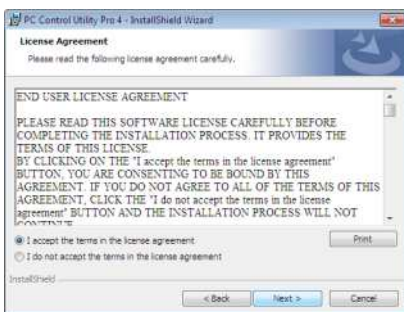 PC Control Utility Pro 4 - InstallShield Wizard
License Agreement
Please read the following license agreement carefully.
END USER LICENSE AGREEMENT
PLEASE READ THIS SOFTWARE LICENSE CAREFULLY BEFORE
COMPLETING THE INSTALLATION PROCESS. IT PROVIDES THE
TERMS OF THIS LICENSE.
BY CLICKING ON THE "I accept the terms in the license agreement"
BUTTON, YOU ARE CONSENTING TO BE BOUND BY THIS
AGREEMENT. IF YOU DO NOT AGREE TO ALL OF THE TERMS OF THIS
AGREEMENT, CLICK THE "I do not accept the terms in the license
agreement" BUTTON AND THE INSTALLATION PROCESS WILL NOT
CONTINUE
I accept the terms in the license agreement
Print
I do not accept the terms in the license agreement
InstallShield
< Back
Next >
Cancel